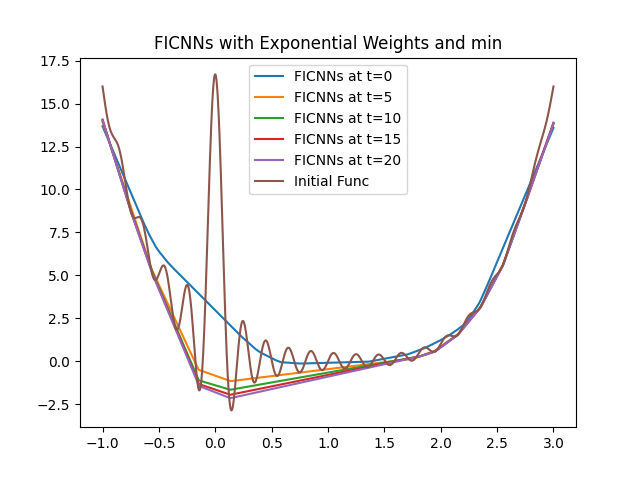 FICNNs with Exponential Weights and min
17.5
15.0
12.5
10.0
7.5
5.0
2.5
0.0
−2.5
FICNNs at t=0
FICNNs at t=5
FICNNs at t=10
FICNNs at t=15
FICNNs at t=20
Initial Func
−1.0 −0.5 0.0 0.5 1.0 1.5 2.0 2.5 3.0